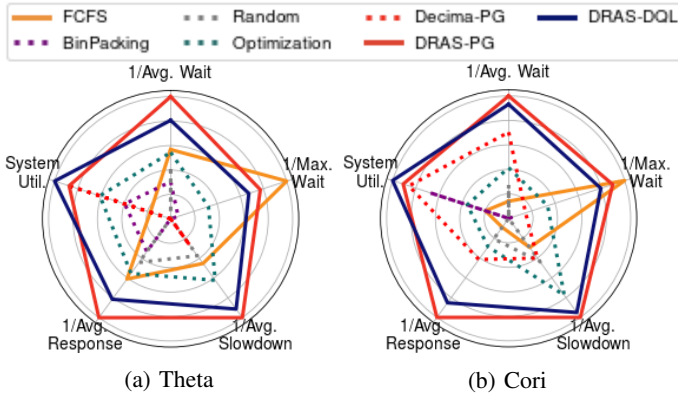 FCFS Random Decima-PG DRAS-DQL
BinPacking Optimization DRAS-PG
1/Avg. Wait
1/Max.
Wait
System
Util.
1/Avg.
Response
1/Avg.
Slowdown
(a) Theta
1/Avg. Wait
1/Max.
Wait
System
Util.
1/Avg.
Response
1/Avg.
Slowdown
(b) Cori